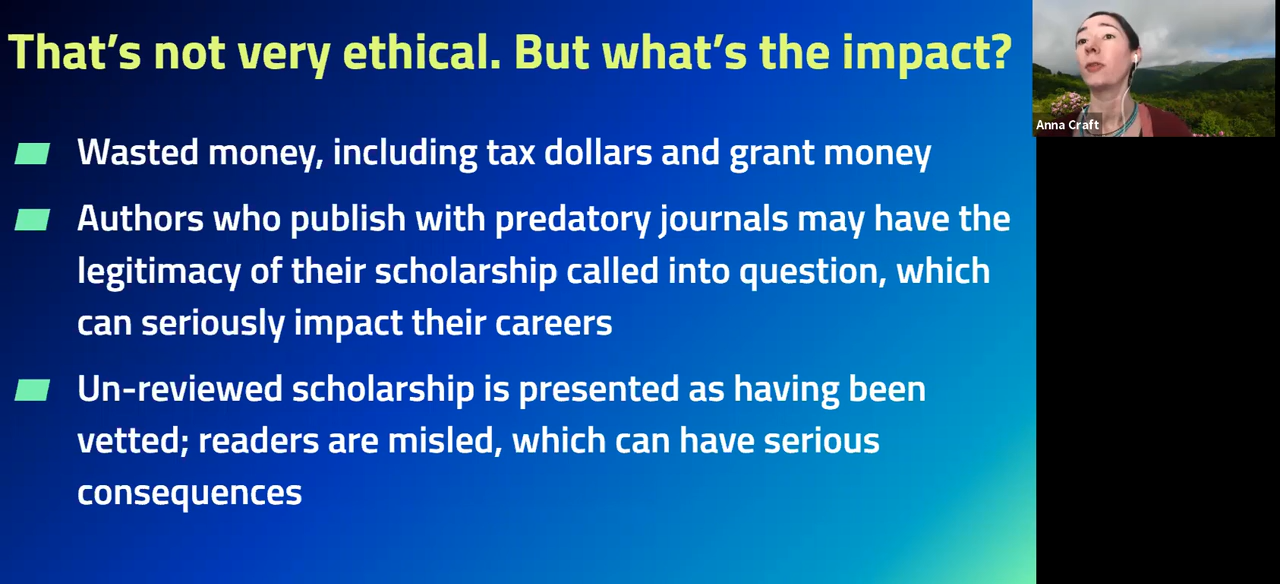 That's not very ethical. But what's the impact?
Anna Craft
Wasted money, including tax dollars and grant money
Authors who publish with predatory journals may have the
legitimacy of their scholarship called into question, which
can seriously impact their careers
Un-reviewed scholarship is presented as having been
vetted; readers are misled, which can have serious
consequences